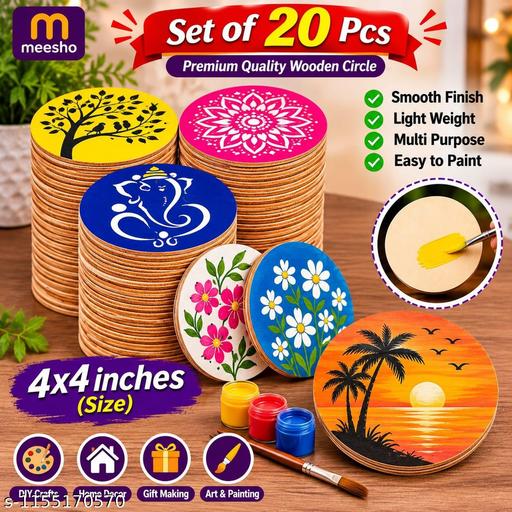 meesho
Set of 20 Pcs
Premium Quality Wooden Circle
Smooth Finish
Light Weight
Multi Purpose
Easy to Paint
4x4 inches
(Size)
DIY Crafts
Home Decor
Gift Making
Art & Painting
s-1155170570